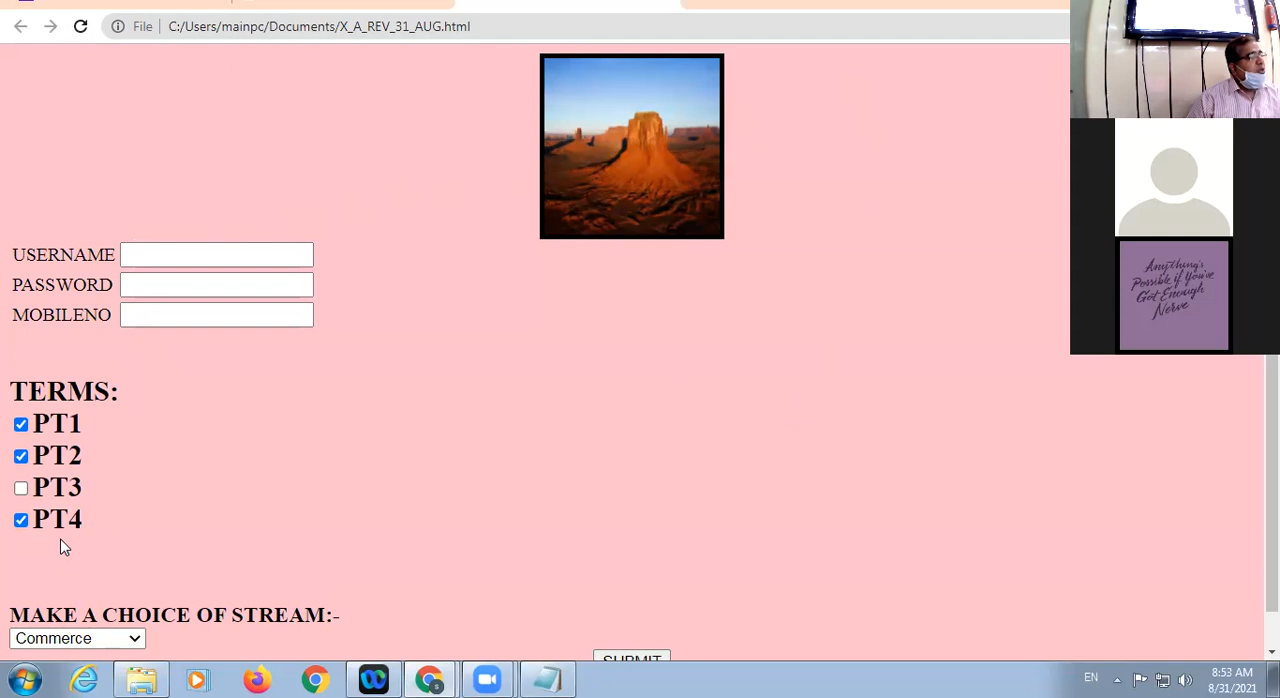 File
C:/Users/mainpc/Documents/X_A_REV_31_AUG.html
USERNAME
PASSWORD
MOBILENO
TERMS:
PT1
PT2
PT3
PT4
MAKE A CHOICE OF STREAM:-
Commerce
SUBMIT
Anything's
Possible if You've
Got Enough
Nerve
EN
8:53 AM
8/31/2021